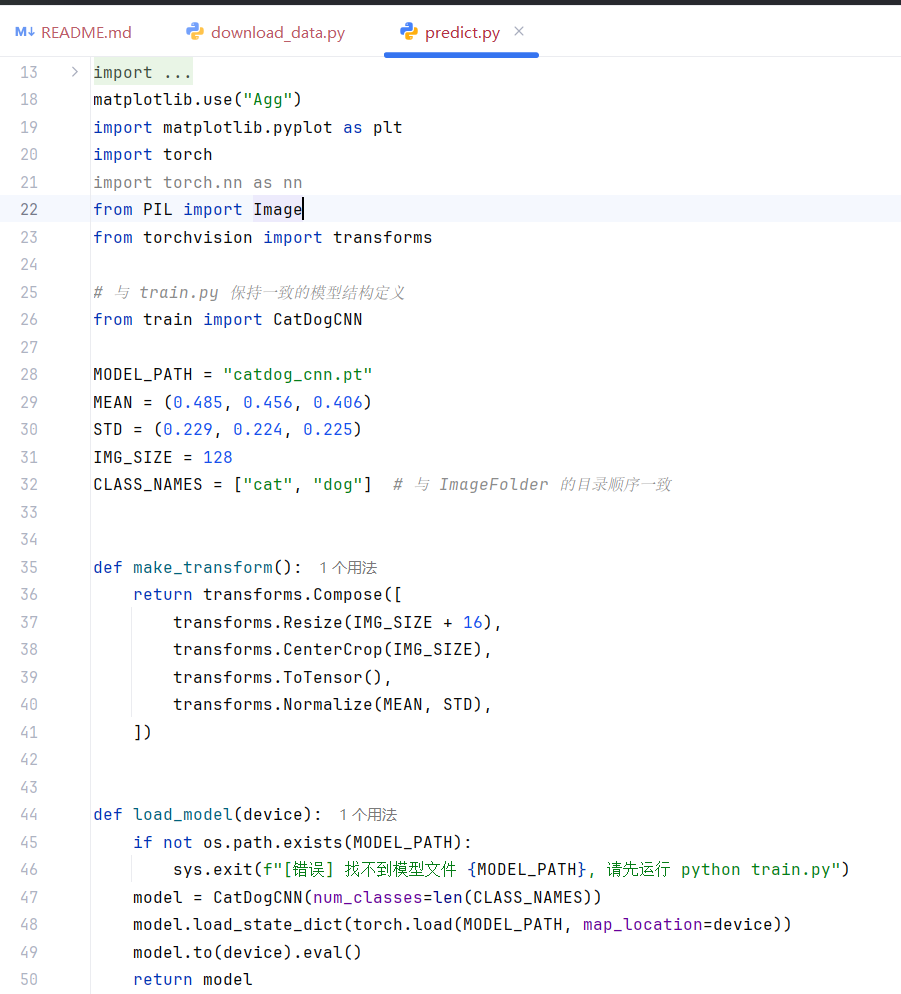 M↓ README.md download_data.py predict.py ×
13 > import ...
18 matplotlib.use("Agg")
19 import matplotlib.pyplot as plt
20 import torch
21 import torch.nn as nn
22 from PIL import Image
23 from torchvision import transforms
24
25 # 与 train.py 保持一致的模型结构定义
26 from train import CatDogCNN
27
28 MODEL_PATH = "catdog_cnn.pt"
29 MEAN = (0.485, 0.456, 0.406)
30 STD = (0.229, 0.224, 0.225)
31 IMG_SIZE = 128
32 CLASS_NAMES = ["cat", "dog"]  # 与 ImageFolder 的目录顺序一致
33
34
35 def make_transform(): 1 个用法
36     return transforms.Compose([
37         transforms.Resize(IMG_SIZE + 16),
38         transforms.CenterCrop(IMG_SIZE),
39         transforms.ToTensor(),
40         transforms.Normalize(MEAN, STD),
41     ])
42
43
44 def load_model(device): 1 个用法
45     if not os.path.exists(MODEL_PATH):
46         sys.exit(f"[错误] 找不到模型文件 {MODEL_PATH}, 请先运行 python train.py")
47     model = CatDogCNN(num_classes=len(CLASS_NAMES))
48     model.load_state_dict(torch.load(MODEL_PATH, map_location=device))
49     model.to(device).eval()
50     return model